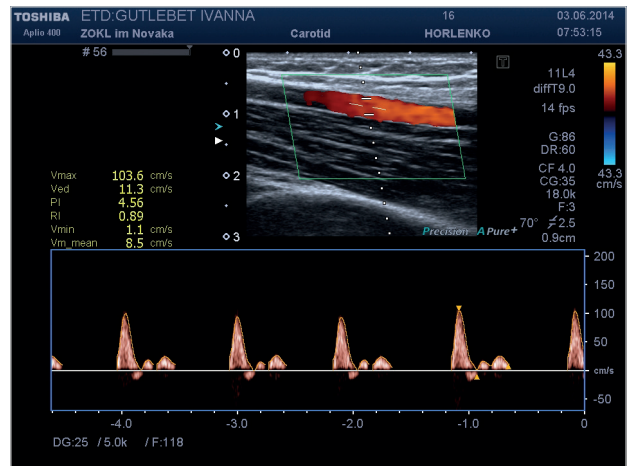 TOSHIBA ETD:GUTLEBET IVANNA 16 03.06.2014
Aplio 400 ZOKL im Novaka Carotid HORLENKO 07:53:15
# 56
0
1
2
3
T
43.3
11L4
diffT9.0
14 fps
G:86
DR:60
CF 4.0
CG:35
18.0k
F:3
43.3
cm/s
70° 2.5
0.9cm
Precision APure+
Vmax 103.6 cm/s
Ved 11.3 cm/s
PI 4.56
RI 0.89
Vmin 1.1 cm/s
Vm_mean 8.5 cm/s
200
150
100
50
cm/s
-50
-4.0 -3.0 -2.0 -1.0 0
DG:25 /5.0k /F:118